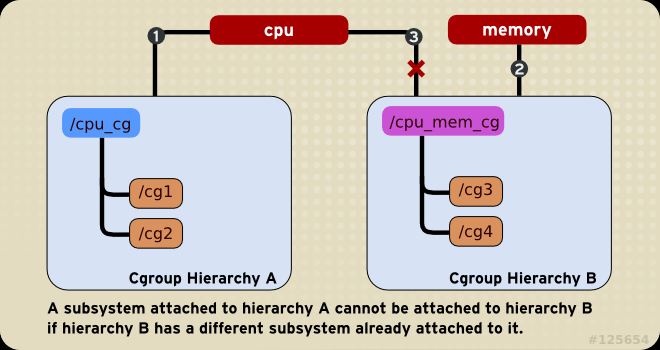 1
cpu
3
memory
2
/cpu_cg
/cg1
/cg2
Cgroup Hierarchy A
/cpu_mem_cg
/cg3
/cg4
Cgroup Hierarchy B
A subsystem attached to hierarchy A cannot be attached to hierarchy B
if hierarchy B has a different subsystem already attached to it.
#125654